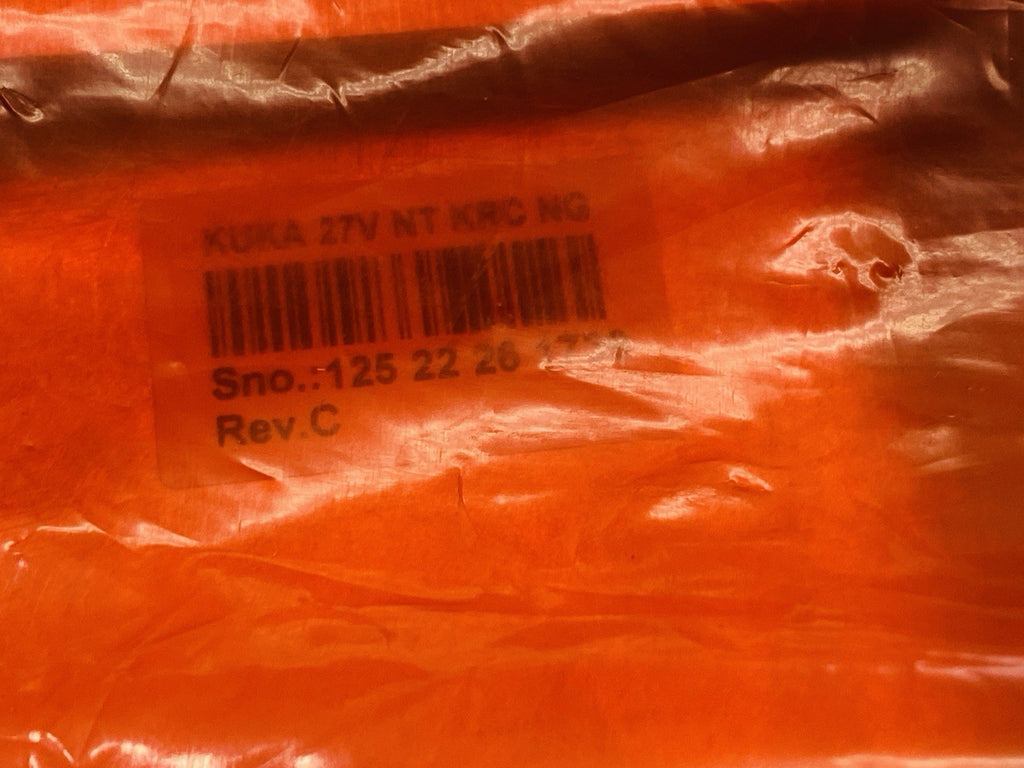 KUKA 27V NT KRC NG
Sno.:125 22 26
Rev.C